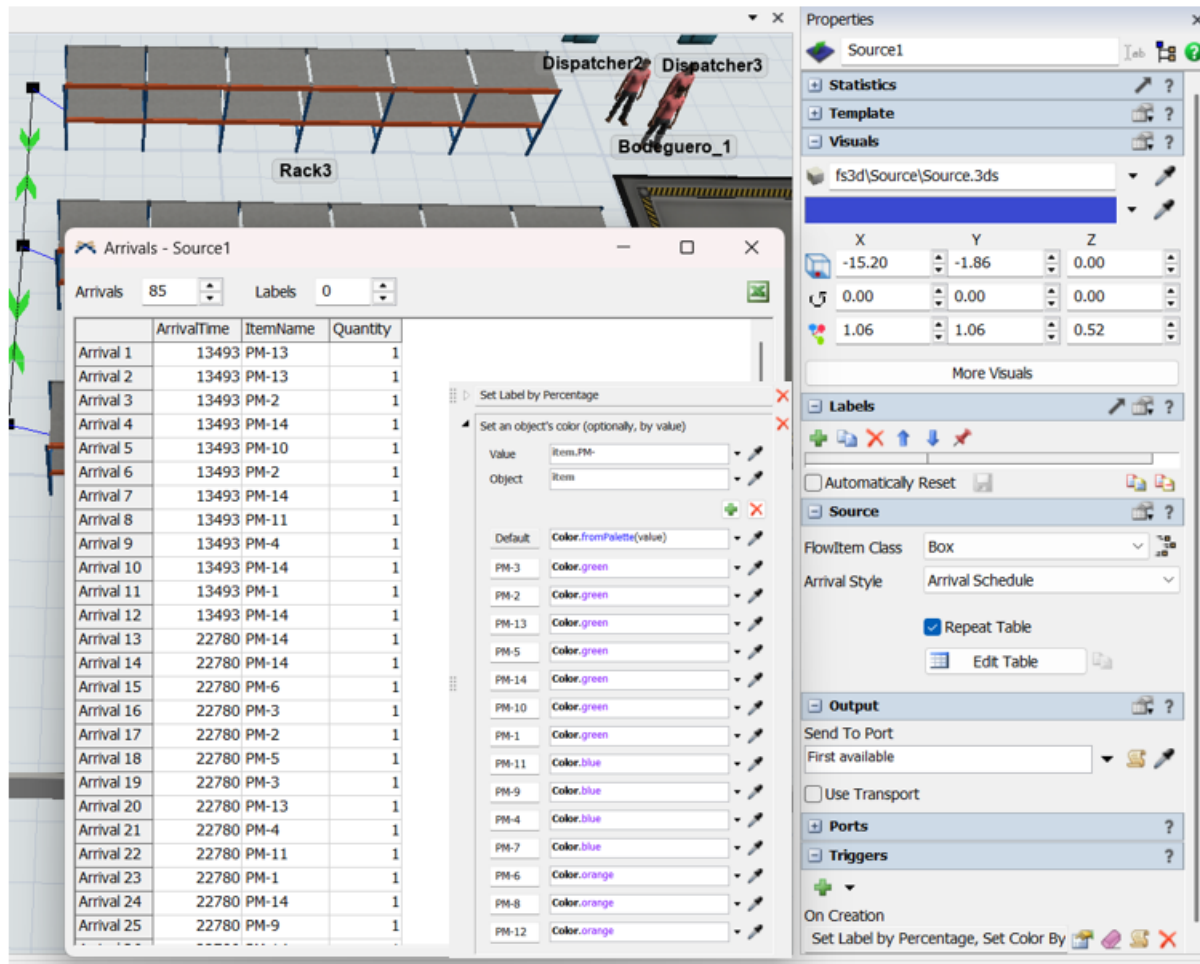 Dispatcher2 Dispatcher3
Bodeguero_1
Rack3
Arrivals - Source1
Arrivals 85 Labels 0
ArrivalTime ItemName Quantity
Arrival 1 13493 PM-13 1
Arrival 2 13493 PM-13 1
Arrival 3 13493 PM-2 1
Arrival 4 13493 PM-14 1
Arrival 5 13493 PM-10 1
Arrival 6 13493 PM-2 1
Arrival 7 13493 PM-14 1
Arrival 8 13493 PM-11 1
Arrival 9 13493 PM-4 1
Arrival 10 13493 PM-14 1
Arrival 11 13493 PM-1 1
Arrival 12 13493 PM-14 1
Arrival 13 22780 PM-14 1
Arrival 14 22780 PM-14 1
Arrival 15 22780 PM-6 1
Arrival 16 22780 PM-3 1
Arrival 17 22780 PM-2 1
Arrival 18 22780 PM-5 1
Arrival 19 22780 PM-3 1
Arrival 20 22780 PM-13 1
Arrival 21 22780 PM-4 1
Arrival 22 22780 PM-11 1
Arrival 23 22780 PM-1 1
Arrival 24 22780 PM-14 1
Arrival 25 22780 PM-9 1
Set Label by Percentage
Set an object's color (optionally, by value)
Value item.PM-
Object item
Default Color.fromPalette(value)
PM-3 Color.green
PM-2 Color.green
PM-13 Color.green
PM-5 Color.green
PM-14 Color.green
PM-10 Color.green
PM-1 Color.green
PM-11 Color.blue
PM-9 Color.blue
PM-4 Color.blue
PM-7 Color.blue
PM-6 Color.orange
PM-8 Color.orange
PM-12 Color.orange
Properties
Source1
Statistics
Template
Visuals
fs3d\Source\Source.3ds
X Y Z
-15.20 -1.86 0.00
0.00 0.00 0.00
1.06 1.06 0.52
More Visuals
Labels
Automatically Reset
Source
FlowItem Class Box
Arrival Style Arrival Schedule
Repeat Table
Edit Table
Output
Send To Port
First available
Use Transport
Ports
Triggers
On Creation
Set Label by Percentage, Set Color By